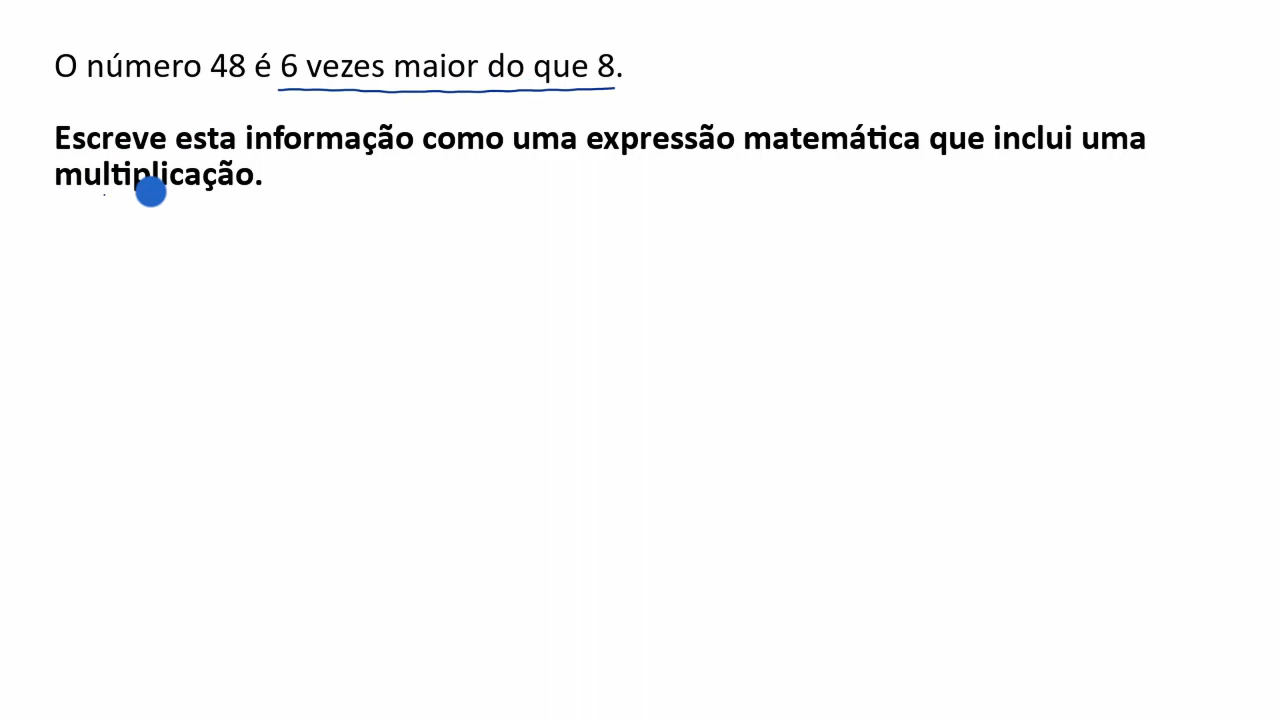 O número 48 é 6 vezes maior do que 8.
Escreve esta informação como uma expressão matemática que inclui uma
multiplicação.